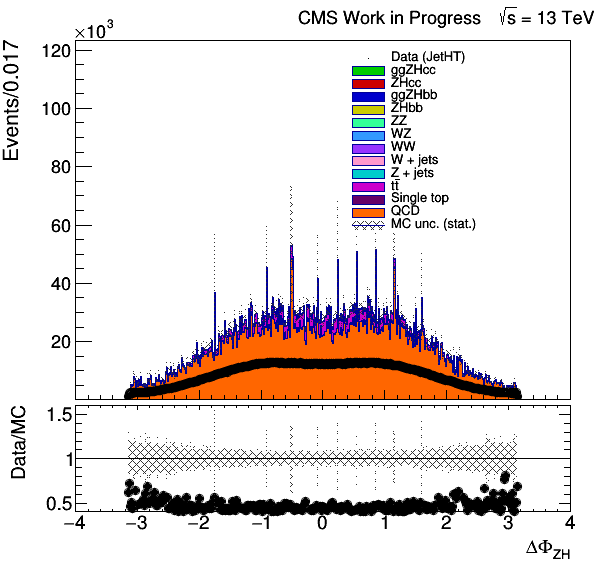 CMS Work in Progress √s = 13 TeV
×10³
Events/0.017
120
100
80
60
40
20
Data (JetHT)
ggZHcc
ZHcc
ggZHbb
ZHbb
ZZ
WZ
WW
W + jets
Z + jets
tt̄
Single top
QCD
MC unc. (stat.)
Data/MC
1.5
1
0.5
−4 −3 −2 −1 0 1 2 3 4
ΔΦ_ZH